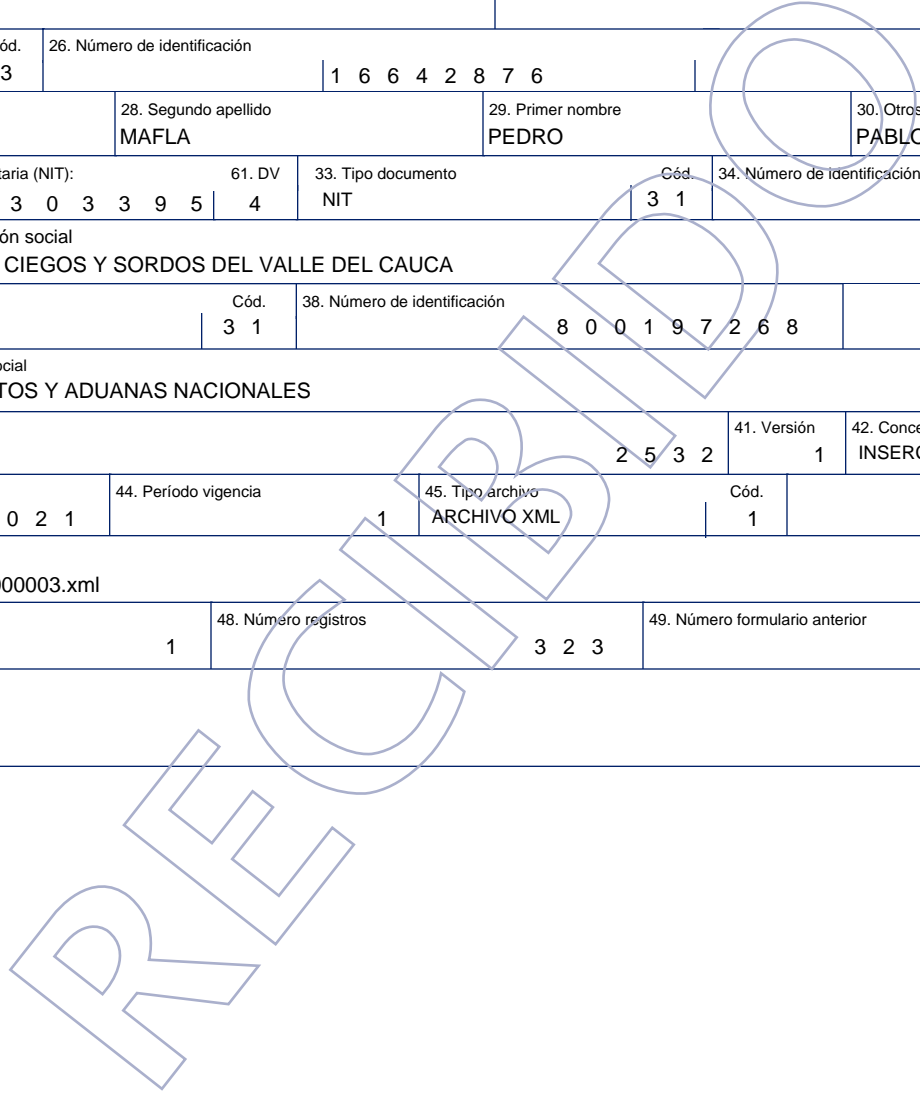 ód. 26. Número de identificación
3 1 6 6 4 2 8 7 6
28. Segundo apellido 29. Primer nombre 30. Otros
MAFLA PEDRO PABLO
taria (NIT): 61. DV 33. Tipo documento Cód. 34. Número de identificación
3 0 3 3 9 5 4 NIT 3 1
ón social
CIEGOS Y SORDOS DEL VALLE DEL CAUCA
Cód. 38. Número de identificación
3 1 8 0 0 1 9 7 2 6 8
ocial
TOS Y ADUANAS NACIONALES
41. Versión 42. Conce
2 5 3 2 1 INSERC
44. Período vigencia 45. Tipo archivo Cód.
0 2 1 1 ARCHIVO XML 1
000003.xml
48. Número registros 49. Número formulario anterior
1 3 2 3
RECIBIDO